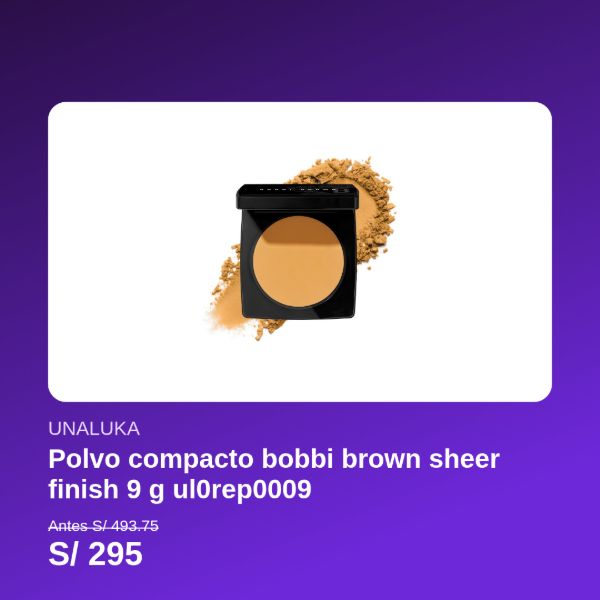 UNALUKA
Polvo compacto bobbi brown sheer
finish 9 g ul0rep0009
Antes S/ 493.75
S/ 295